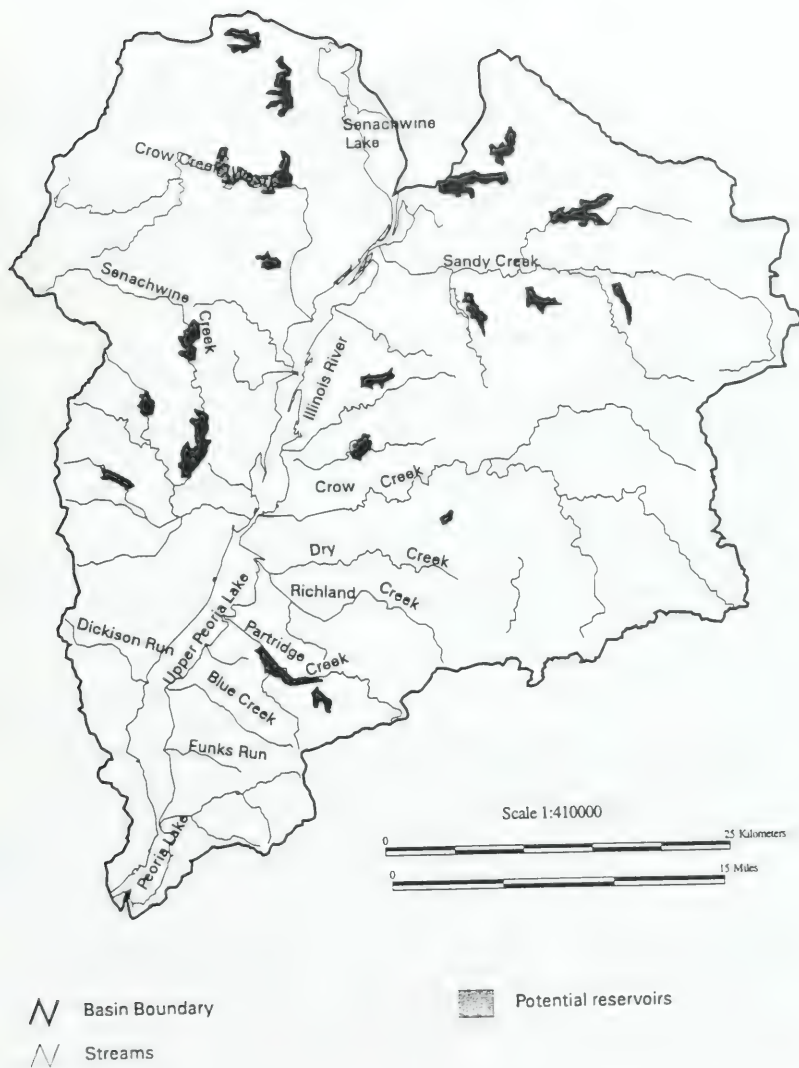 Senachwine
Lake
Crow Creek West
Sandy Creek
Senachwine
Creek
Illinois River
Crow Creek
Dry Creek
Richland Creek
Upper Peoria Lake
Dickison Run
Partridge
Creek
Blue Creek
Funks Run
Peoria Lake
Scale 1:410000
0 25 Kilometers
0 15 Miles
Basin Boundary
Potential reservoirs
Streams